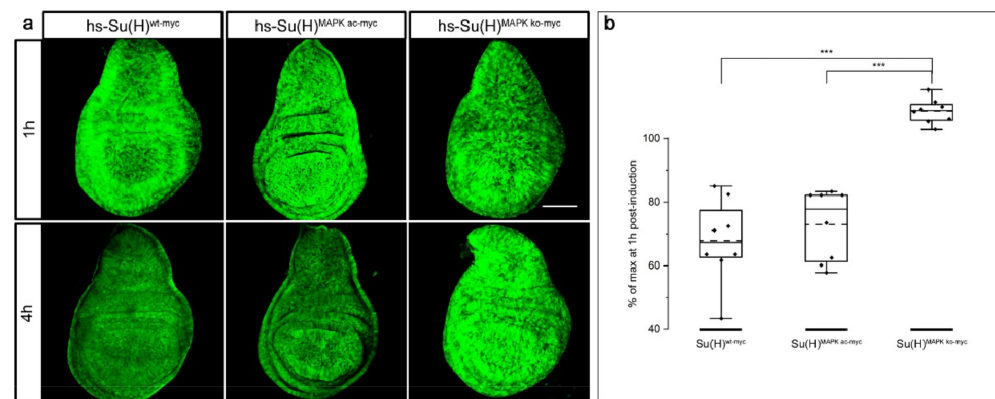 a
hs-Su(H)wt-myc
hs-Su(H)MAPK ac-myc
hs-Su(H)MAPK ko-myc
1h
4h
b
***
***
% of max at 1h post-induction
100
80
60
40
Su(H)wt-myc
Su(H)MAPK ac-myc
Su(H)MAPK ko-myc